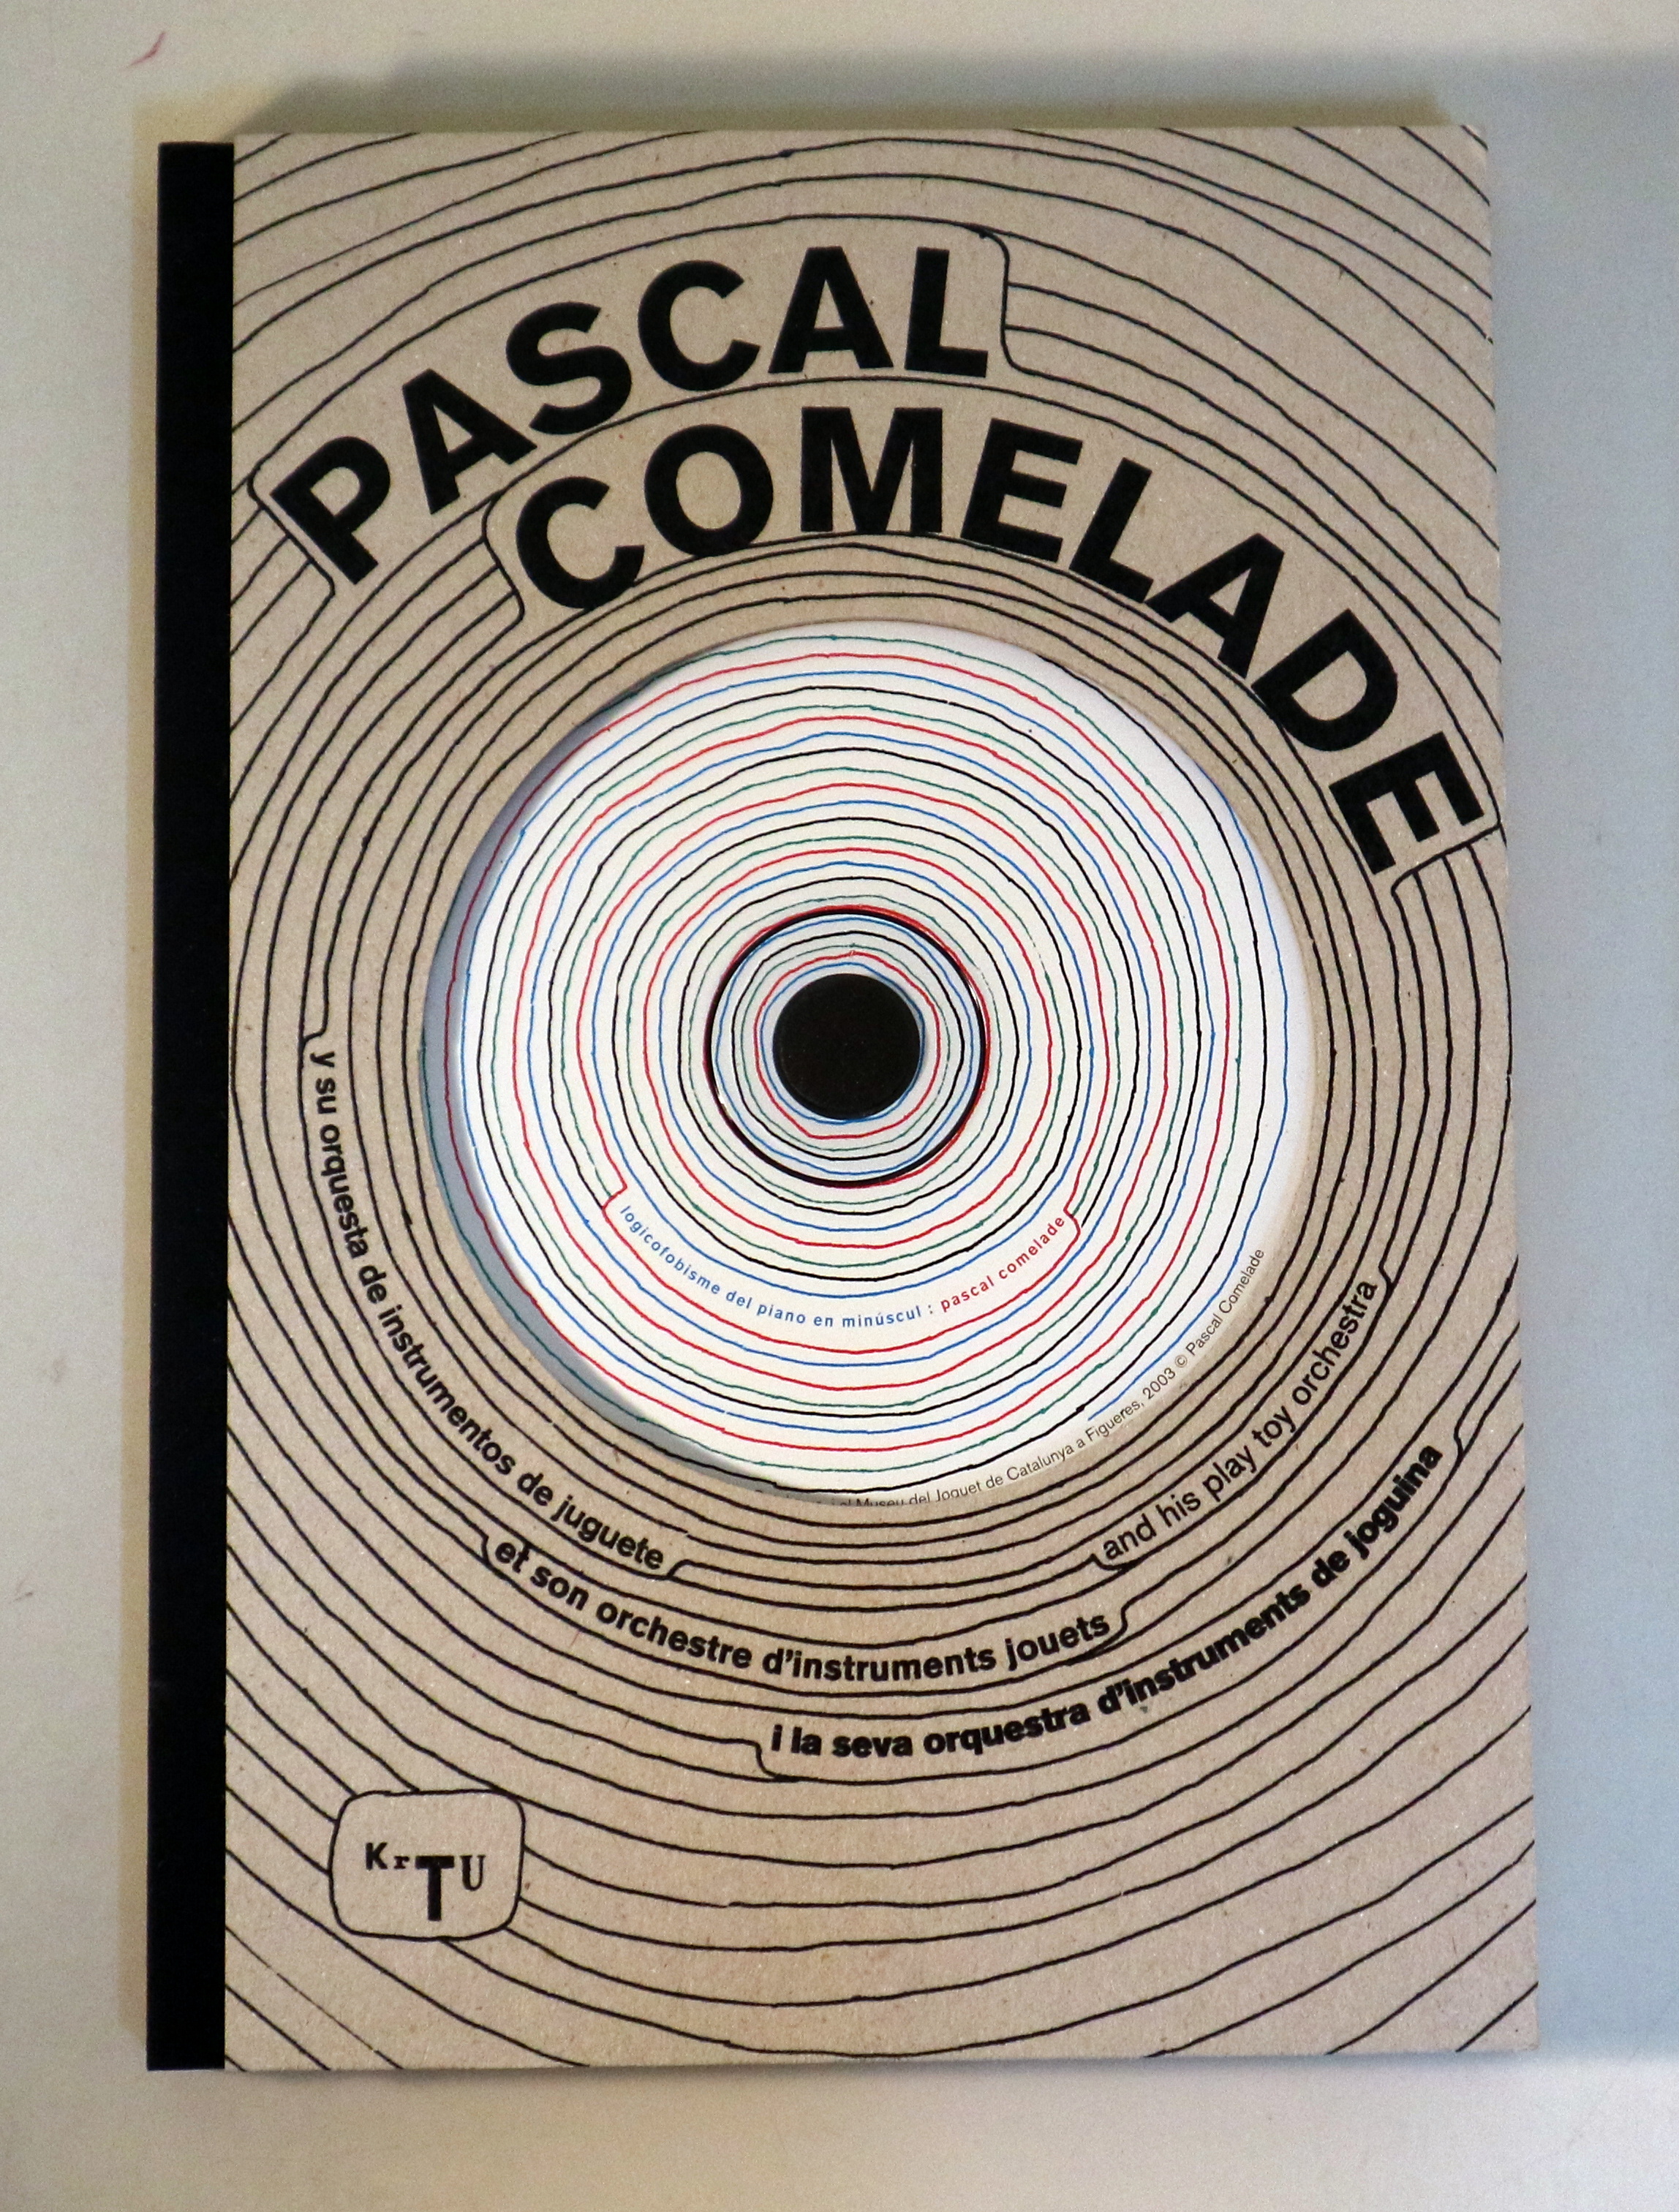 PASCAL
COMELADE
logicofobisme del piano en minúscul : pascal comelade
el Museu del Joguet de Catalunya a Figueres, 2003 © Pascal Comelade
y su orquesta de instrumentos de juguete
and his play toy orchestra
et son orchestre d'instruments jouets
i la seva orquestra d'instruments de joguina
KrTU